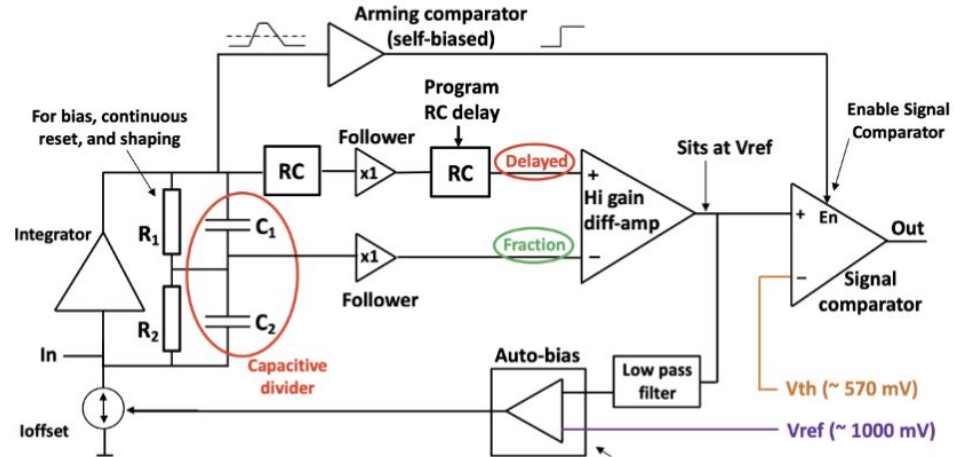 Arming comparator
(self-biased)
Program
RC delay
For bias, continuous
reset, and shaping
Follower
Enable Signal
Comparator
RC
x1
RC
Delayed
Sits at Vref
+
Hi gain
diff-amp
−
+
En
Out
−
Integrator
R1
C1
x1
Fraction
Signal
comparator
Follower
R2
C2
In
Capacitive
divider
Auto-bias
Low pass
filter
Vth (~ 570 mV)
Ioffset
Vref (~ 1000 mV)